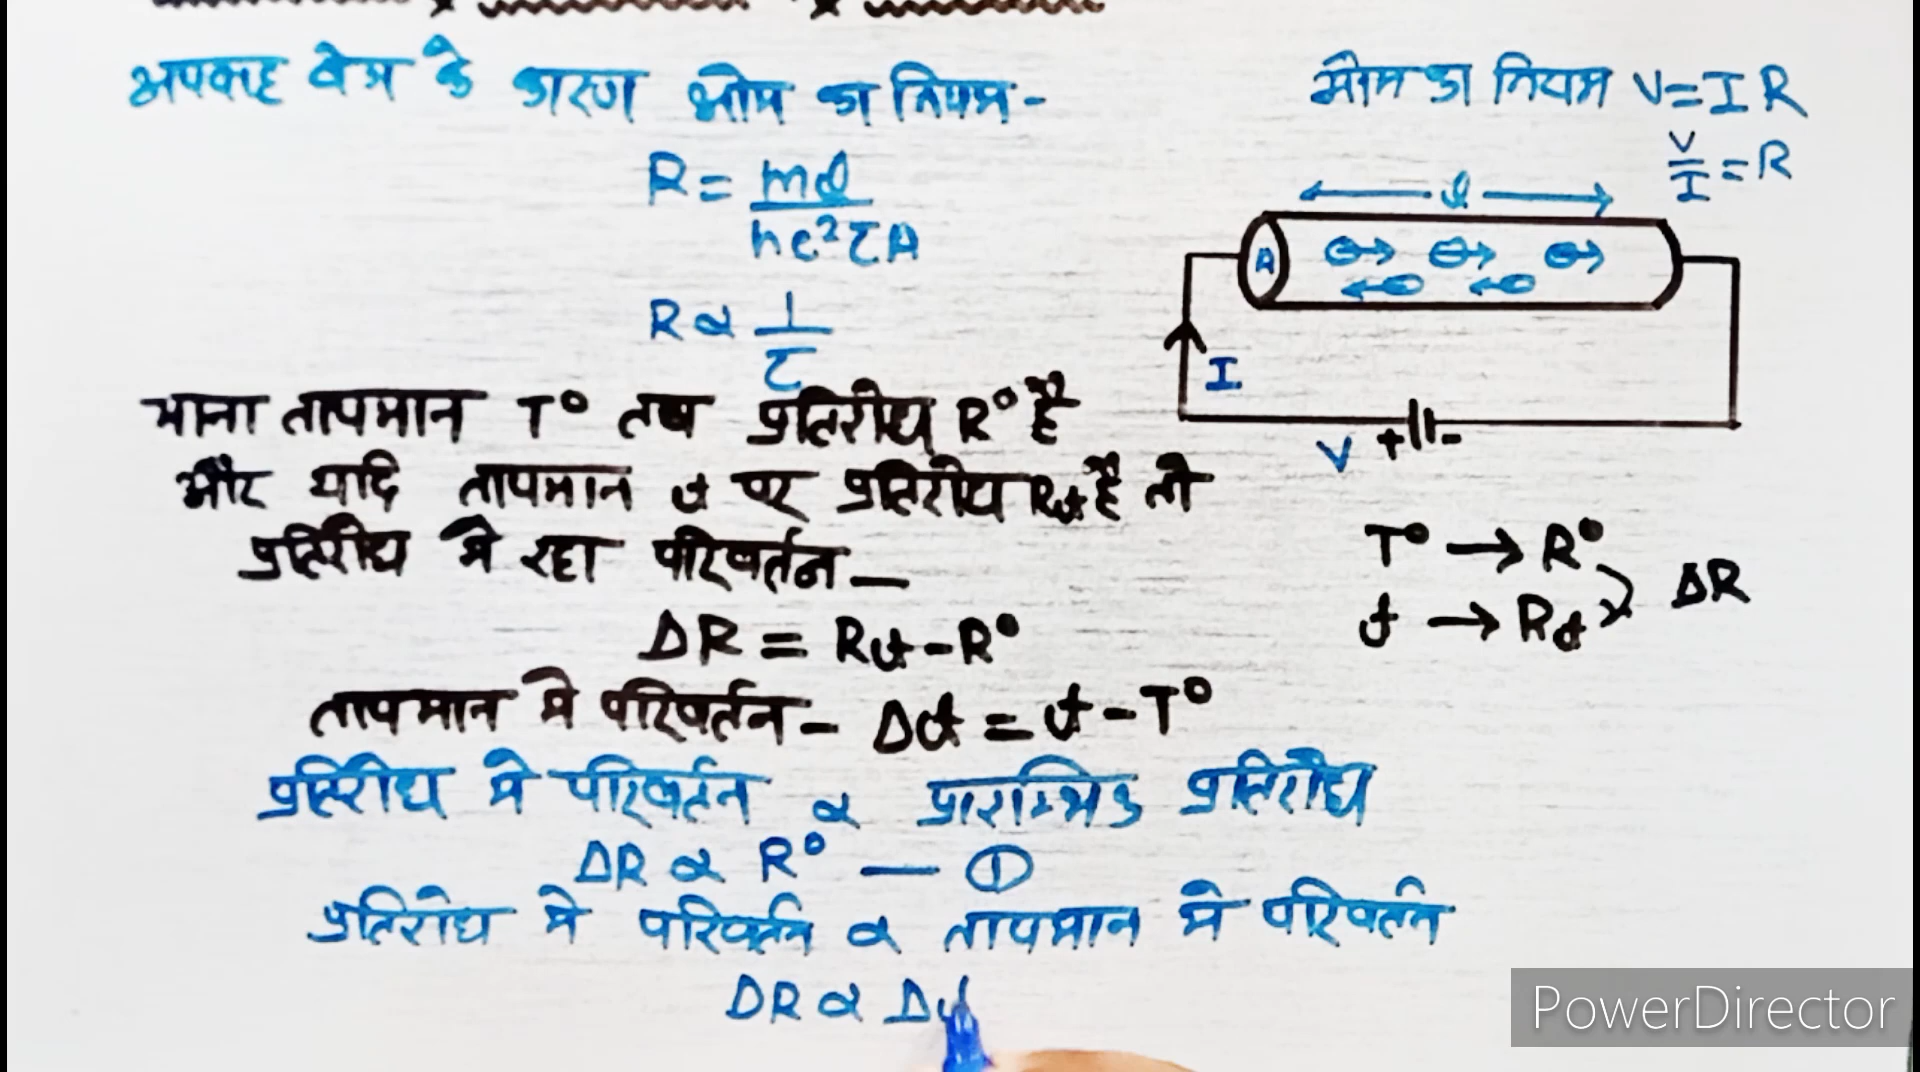 अपवाह वेग के कारण ओम का नियम-
ओम का नियम V=IR
V/I=R
R= ml/ne²τA
l
A
R∝ 1/τ
I
V +-
माना तापमान T° तब प्रतिरोध R° है
और यदि तापमान t पर प्रतिरोध Rt है तो
प्रतिरोध मे रहा परिवर्तन—
T° → R°
t → Rt
ΔR
ΔR = Rt-R°
तापमान मे परिवर्तन- Δt = t-T°
प्रतिरोध मे परिवर्तन ∝ प्रारम्भिक प्रतिरोध
ΔR ∝ R° — ①
प्रतिरोध मे परिवर्तन ∝ तापमान मे परिवर्तन
ΔR ∝ Δt
PowerDirector